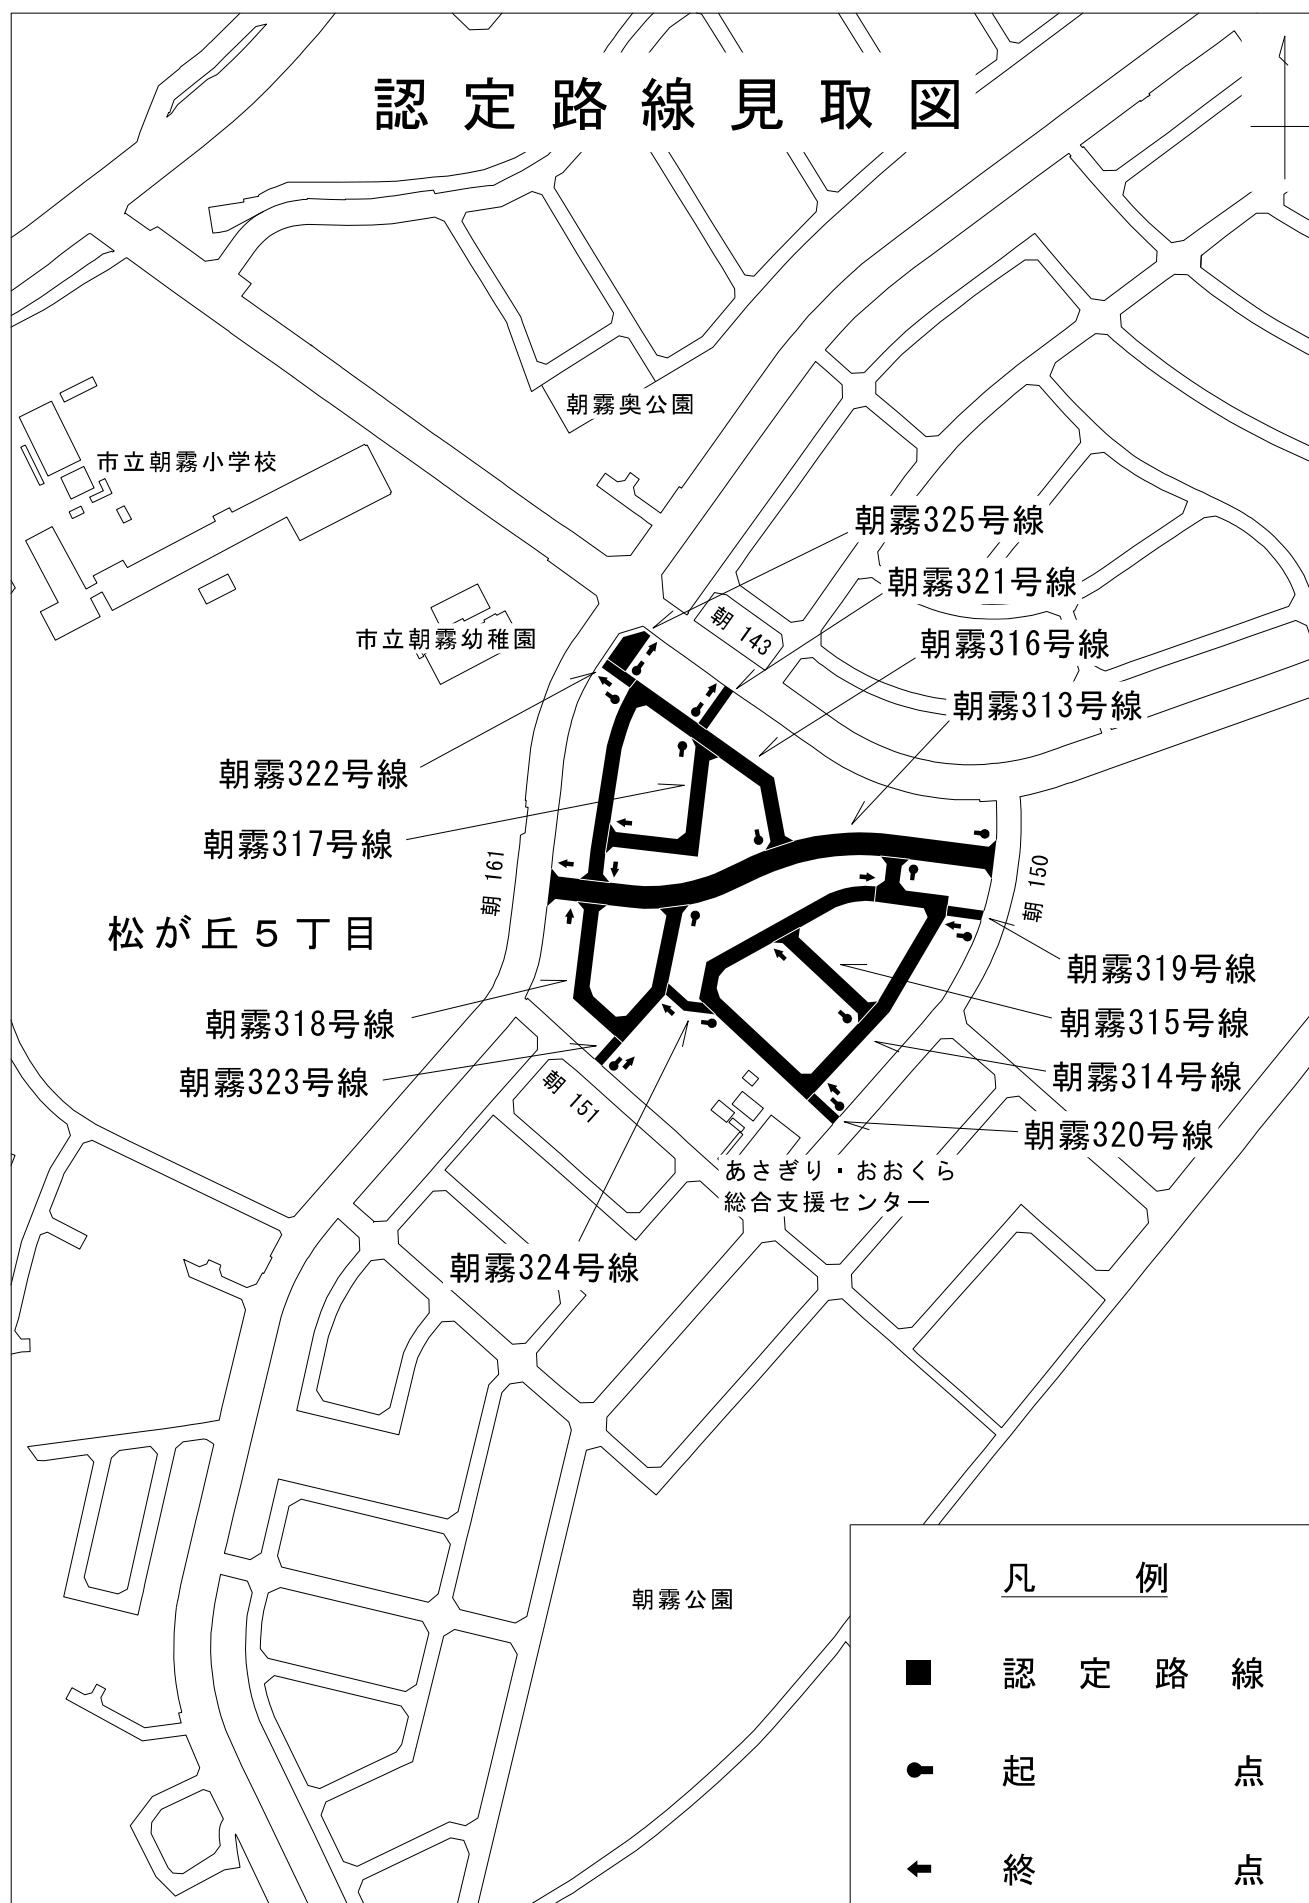 認定路線見取図
朝霧奥公園
市立朝霧小学校
朝霧325号線
朝霧321号線
朝 143
市立朝霧幼稚園
朝霧316号線
朝霧313号線
朝霧322号線
朝霧317号線
朝 161
朝 150
松が丘５丁目
朝霧319号線
朝霧318号線
朝霧315号線
朝霧323号線
朝 151
朝霧314号線
朝霧320号線
あさぎり・おおくら
総合支援センター
朝霧324号線
朝霧公園
凡例
認定路線
起点
終点